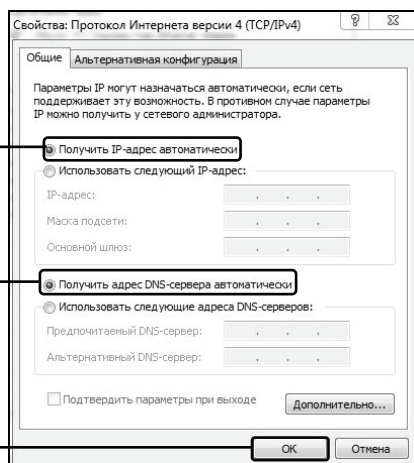 Свойства: Протокол Интернета версии 4 (TCP/IPv4)
Общие Альтернативная конфигурация
Параметры IP могут назначаться автоматически, если сеть
поддерживает эту возможность. В противном случае параметры
IP можно получить у сетевого администратора.
Получить IP-адрес автоматически
Использовать следующий IP-адрес:
IP-адрес:
Маска подсети:
Основной шлюз:
Получить адрес DNS-сервера автоматически
Использовать следующие адреса DNS-серверов:
Предпочитаемый DNS-сервер:
Альтернативный DNS-сервер:
Подтвердить параметры при выходе
Дополнительно...
ОК Отмена